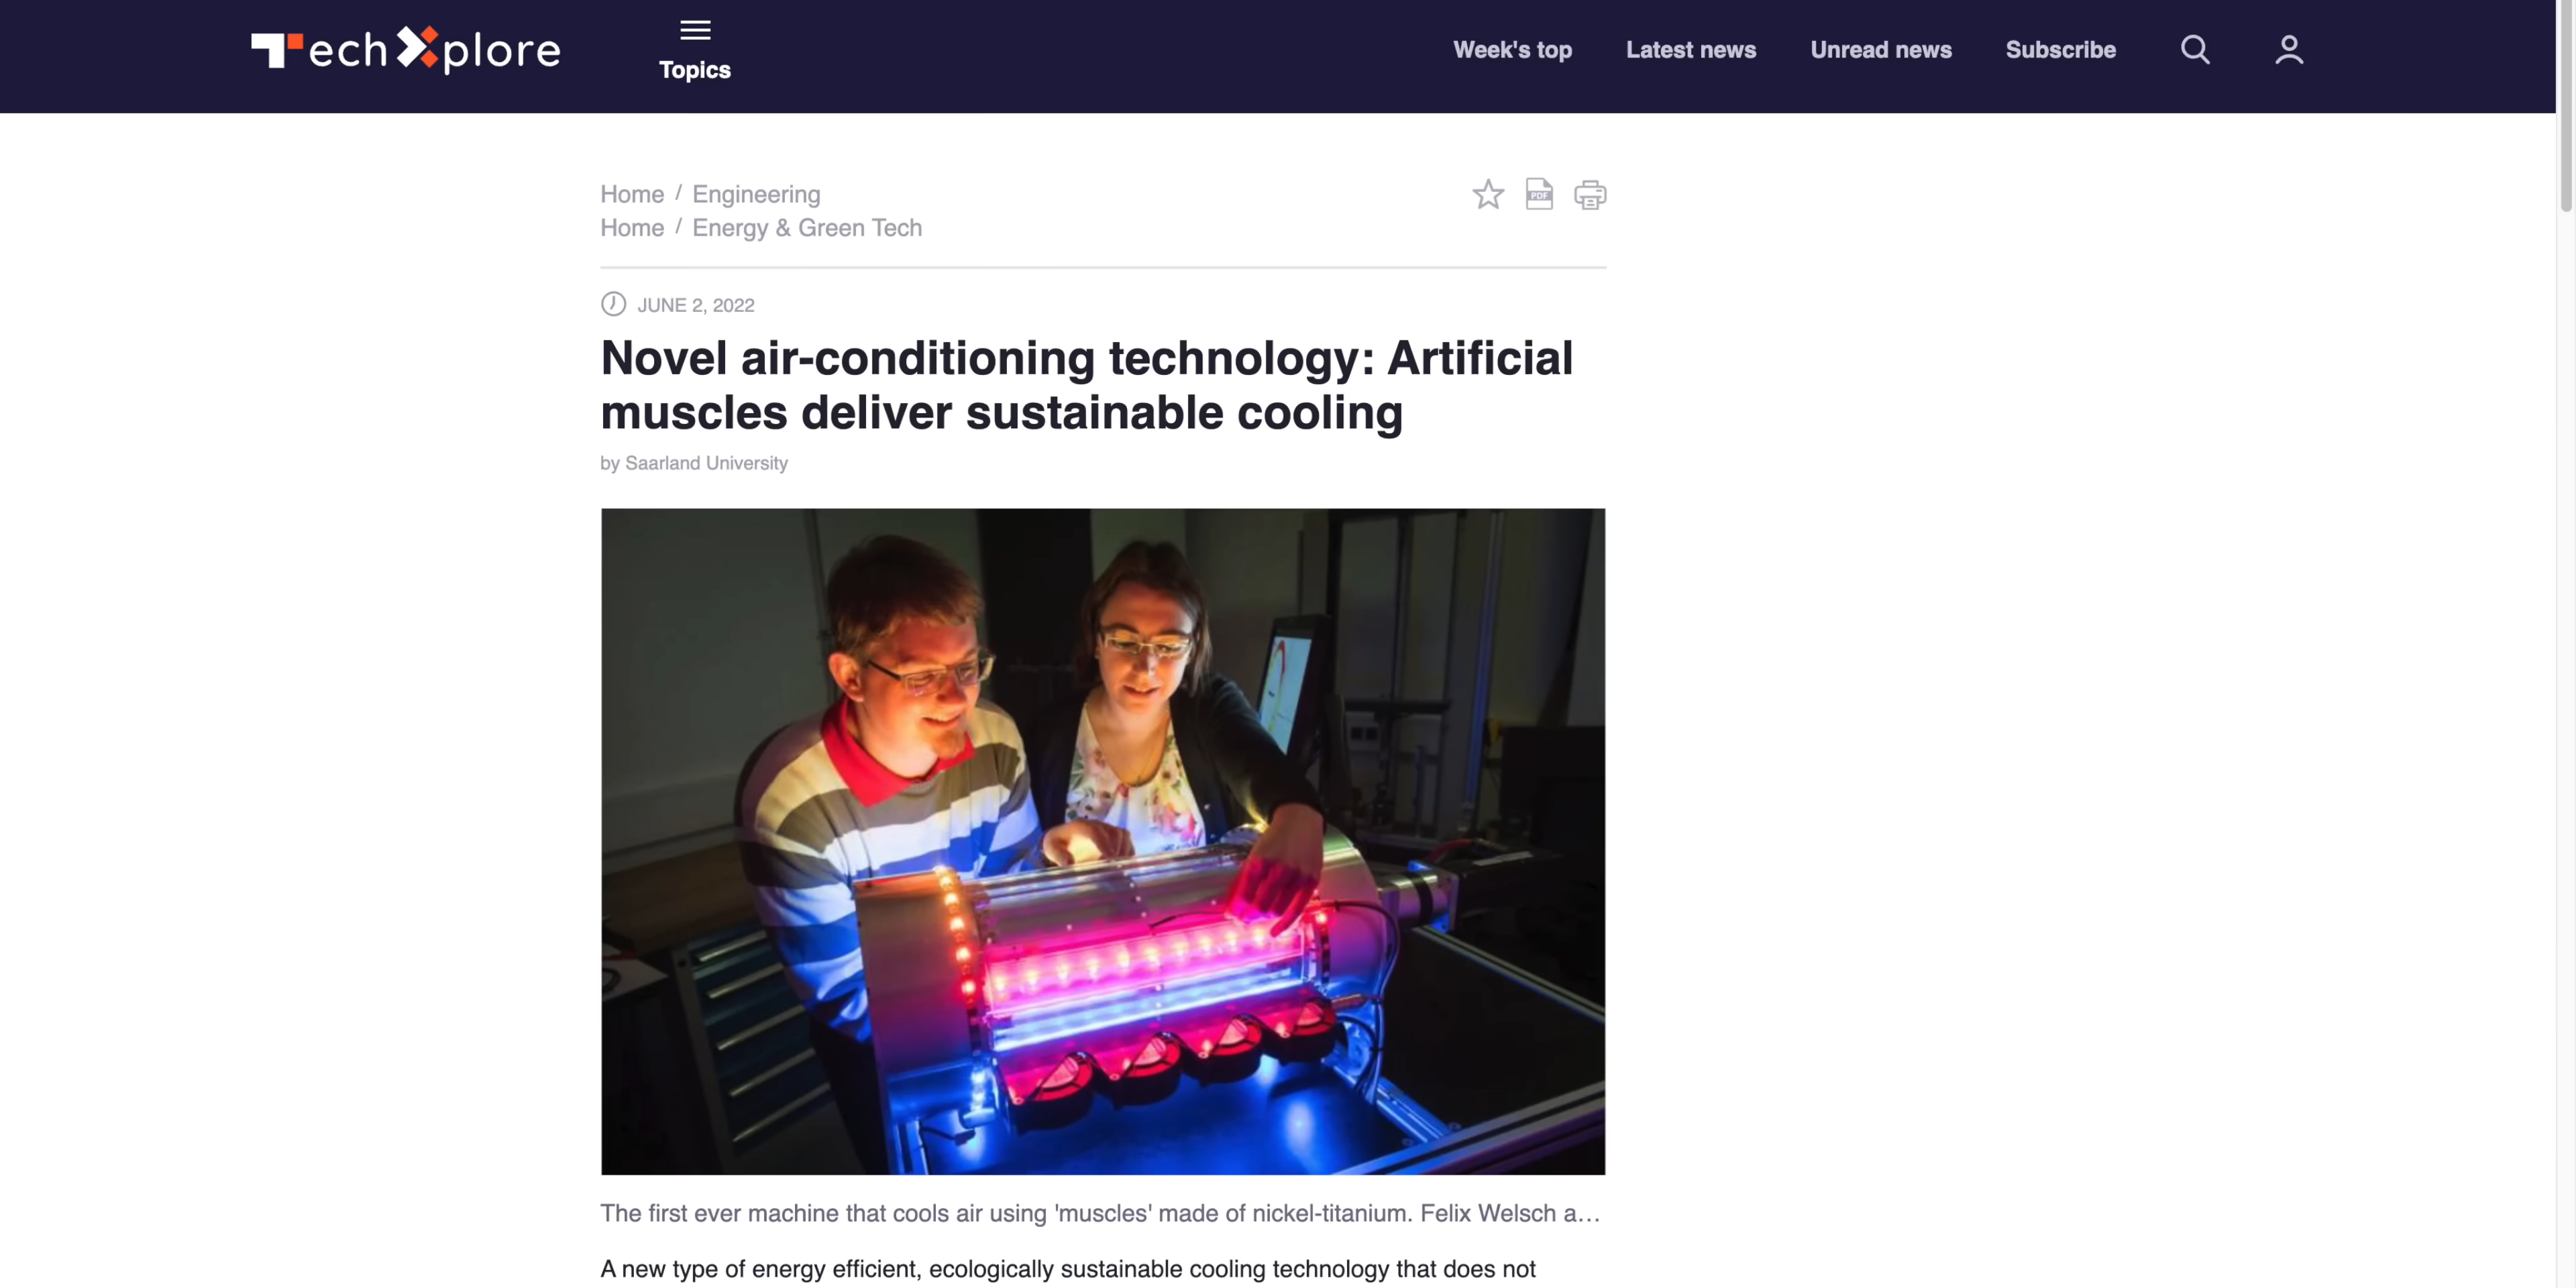 TechXplore
Topics
Week's top
Latest news
Unread news
Subscribe
Home / Engineering
PDF
Home / Energy & Green Tech
JUNE 2, 2022
Novel air-conditioning technology: Artificial
muscles deliver sustainable cooling
by Saarland University
The first ever machine that cools air using 'muscles' made of nickel-titanium. Felix Welsch a…
A new type of energy efficient, ecologically sustainable cooling technology that does not